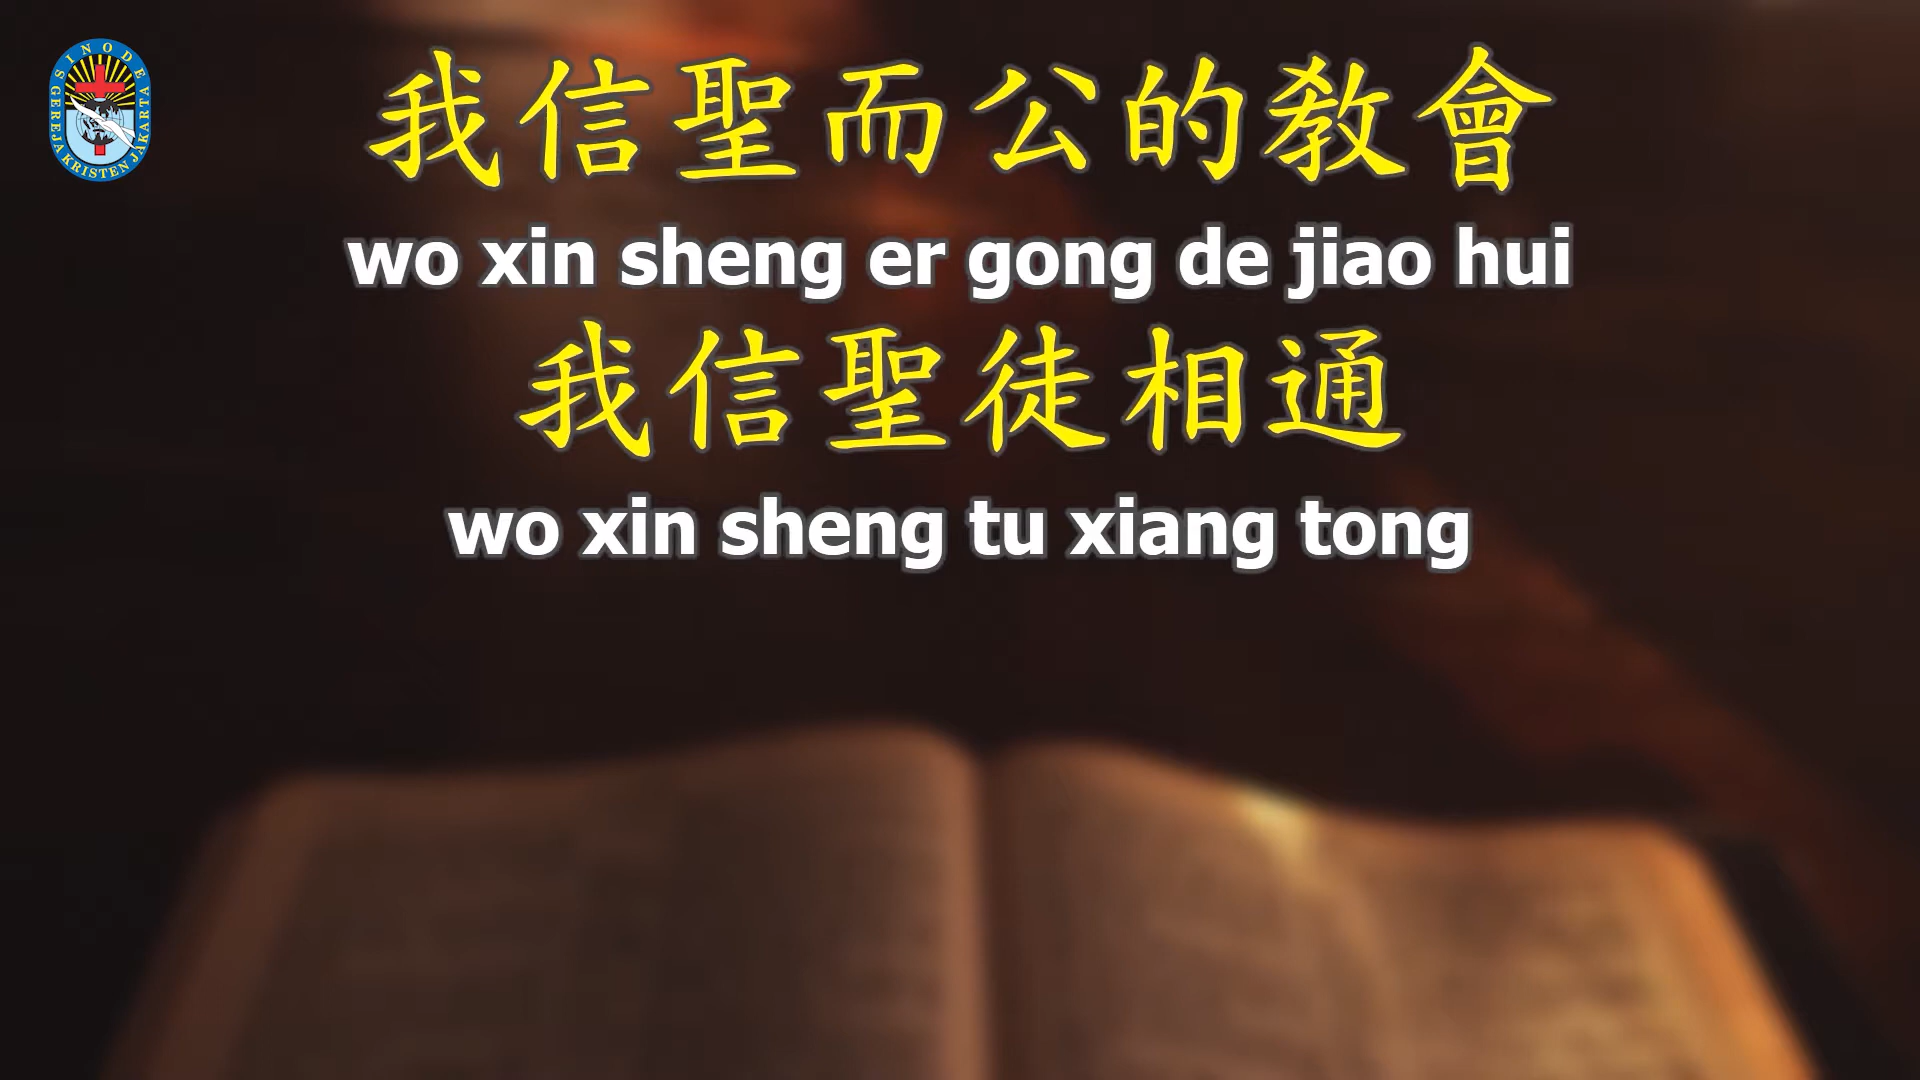 SINODE
GEREJA KRISTEN JAKARTA
我信聖而公的教會
wo xin sheng er gong de jiao hui
我信聖徒相通
wo xin sheng tu xiang tong